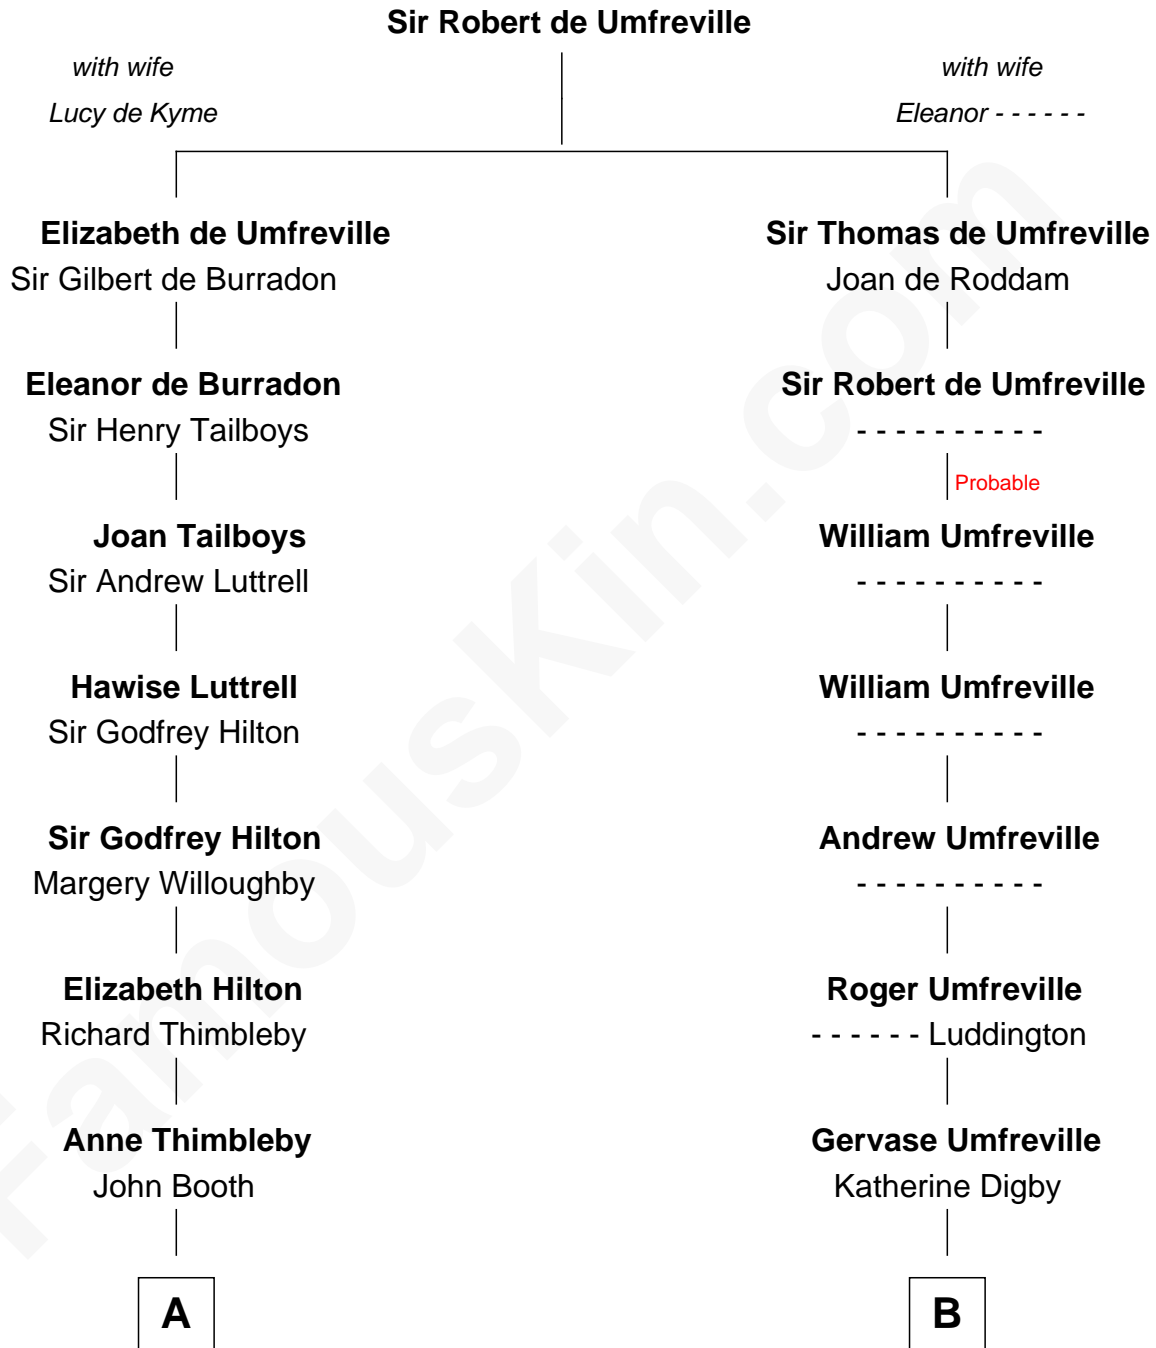 Sir Robert de Umfreville
with wife
Lucy de Kyme
with wife
Eleanor - - - - - -
Elizabeth de Umfreville
Sir Gilbert de Burradon
Sir Thomas de Umfreville
Joan de Roddam
Eleanor de Burradon
Sir Henry Tailboys
Sir Robert de Umfreville
- - - - - - - - - -
Probable
Joan Tailboys
Sir Andrew Luttrell
William Umfreville
- - - - - - - - - -
Hawise Luttrell
Sir Godfrey Hilton
William Umfreville
- - - - - - - - - -
Sir Godfrey Hilton
Margery Willoughby
Andrew Umfreville
- - - - - - - - - -
Elizabeth Hilton
Richard Thimbleby
Roger Umfreville
- - - - - - Luddington
Anne Thimbleby
John Booth
Gervase Umfreville
Katherine Digby
A
B
FamousKin.com